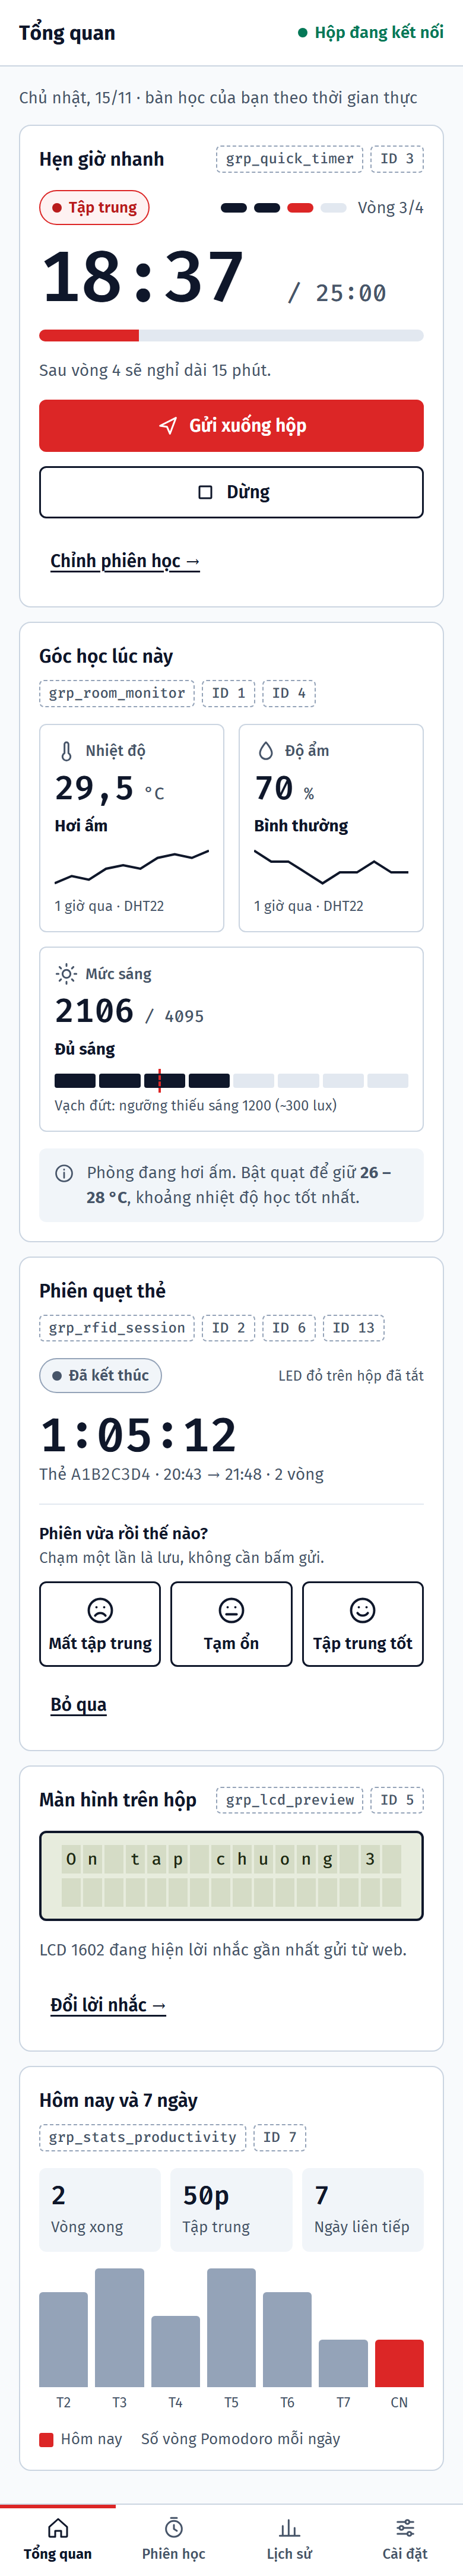 Tổng quan
Hộp đang kết nối
Chủ nhật, 15/11 · bàn học của bạn theo thời gian thực
Hẹn giờ nhanh
grp_quick_timer
ID 3
Tập trung
Vòng 3/4
18:37 / 25:00
Sau vòng 4 sẽ nghỉ dài 15 phút.
Gửi xuống hộp
Dừng
Chỉnh phiên học →
Góc học lúc này
grp_room_monitor
ID 1
ID 4
Nhiệt độ
29,5 °C
Hơi ấm
1 giờ qua · DHT22
Độ ẩm
70 %
Bình thường
1 giờ qua · DHT22
Mức sáng
2106 / 4095
Đủ sáng
Vạch đứt: ngưỡng thiếu sáng 1200 (~300 lux)
Phòng đang hơi ấm. Bật quạt để giữ 26 –
28 °C, khoảng nhiệt độ học tốt nhất.
Phiên quẹt thẻ
grp_rfid_session
ID 2
ID 6
ID 13
Đã kết thúc
LED đỏ trên hộp đã tắt
1:05:12
Thẻ A1B2C3D4 · 20:43 → 21:48 · 2 vòng
Phiên vừa rồi thế nào?
Chạm một lần là lưu, không cần bấm gửi.
Mất tập trung
Tạm ổn
Tập trung tốt
Bỏ qua
Màn hình trên hộp
grp_lcd_preview
ID 5
On tap chuong 3
LCD 1602 đang hiện lời nhắc gần nhất gửi từ web.
Đổi lời nhắc →
Hôm nay và 7 ngày
grp_stats_productivity
ID 7
2
Vòng xong
50p
Tập trung
7
Ngày liên tiếp
T2 T3 T4 T5 T6 T7 CN
Hôm nay
Số vòng Pomodoro mỗi ngày
Tổng quan
Phiên học
Lịch sử
Cài đặt